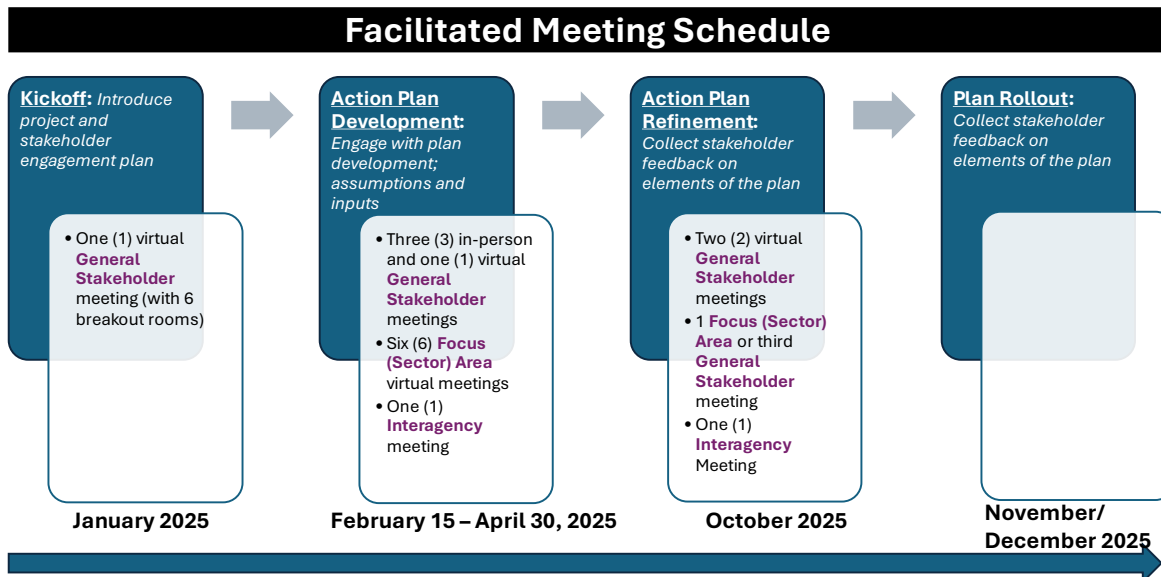 Facilitated Meeting Schedule
Kickoff: Introduce
project and
stakeholder
engagement plan
• One (1) virtual
General
Stakeholder
meeting (with 6
breakout rooms)
January 2025
Action Plan
Development:
Engage with plan
development;
assumptions and
inputs
• Three (3) in-person
and one (1) virtual
General
Stakeholder
meetings
• Six (6) Focus
(Sector) Area
virtual meetings
• One (1)
Interagency
meeting
February 15 – April 30, 2025
Action Plan
Refinement:
Collect stakeholder
feedback on
elements of the plan
• Two (2) virtual
General
Stakeholder
meetings
• 1 Focus (Sector)
Area or third
General
Stakeholder
meeting
• One (1)
Interagency
Meeting
October 2025
Plan Rollout:
Collect stakeholder
feedback on
elements of the plan
November/
December 2025